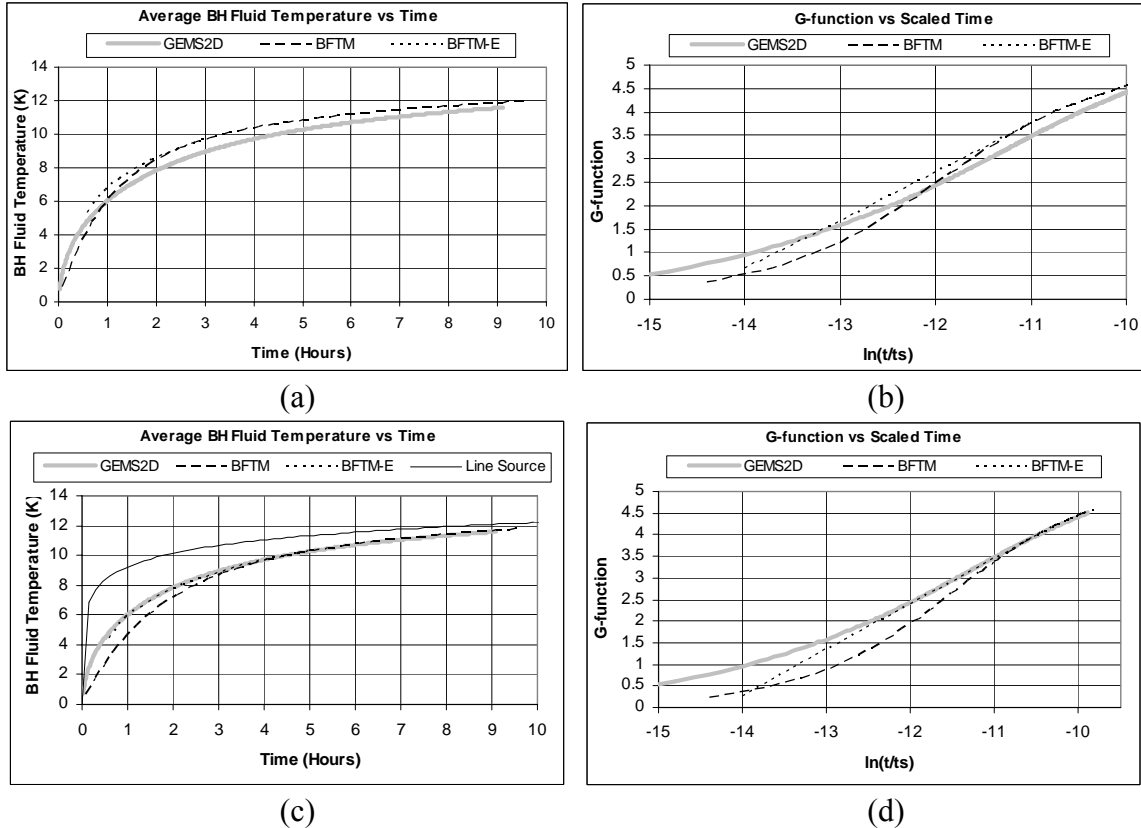 Average BH Fluid Temperature vs Time
GEMS2D BFTM BFTM-E
BH Fluid Temperature (K)
14
12
10
8
6
4
2
0
0 1 2 3 4 5 6 7 8 9 10
Time (Hours)
(a)
G-function vs Scaled Time
GEMS2D BFTM BFTM-E
G-function
5
4.5
4
3.5
3
2.5
2
1.5
1
0.5
0
-15 -14 -13 -12 -11 -10
ln(t/ts)
(b)
Average BH Fluid Temperature vs Time
GEMS2D BFTM BFTM-E Line Source
BH Fluid Temperature (K
14
12
10
8
6
4
2
0
0 1 2 3 4 5 6 7 8 9 10
Time (Hours)
(c)
G-function vs Scaled Time
GEMS2D BFTM BFTM-E
G-function
5
4.5
4
3.5
3
2.5
2
1.5
1
0.5
0
-15 -14 -13 -12 -11 -10
ln(t/ts)
(d)